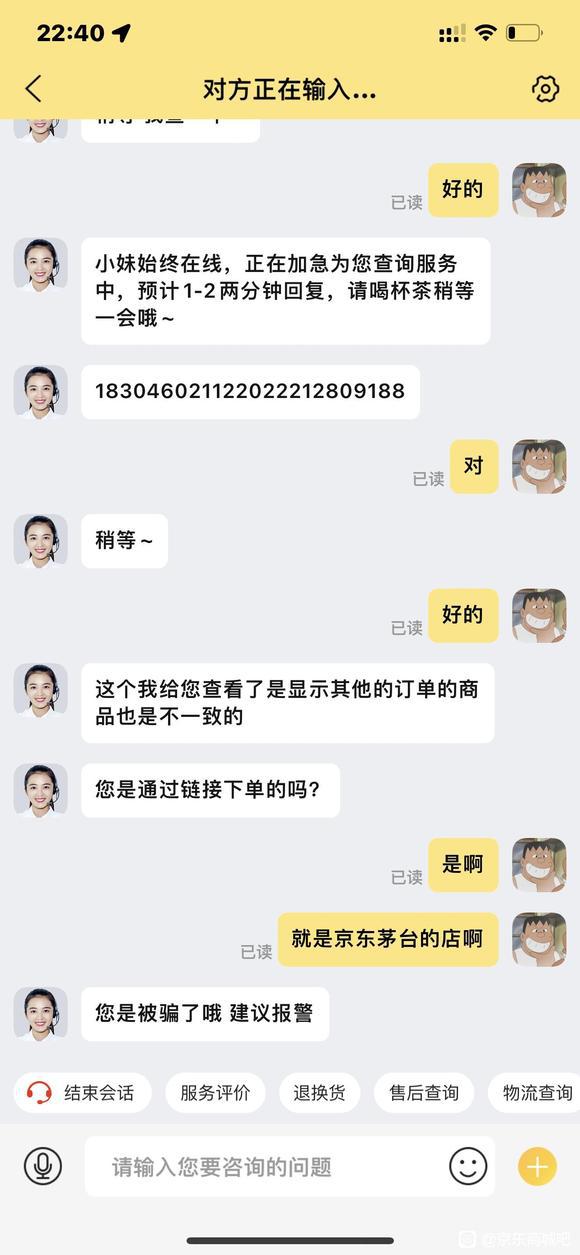 22:40
对方正在输入...
好的
已读
小妹始终在线，正在加急为您查询服务
中，预计1-2两分钟回复，请喝杯茶稍等
一会哦～
183046021122022212809188
对
已读
稍等～
好的
已读
这个我给您查看了是显示其他的订单的商
品也是不一致的
您是通过链接下单的吗？
是啊
已读
就是京东茅台的店啊
已读
您是被骗了哦 建议报警
结束会话
服务评价
退换货
售后查询
物流查询
请输入您要咨询的问题
@京东商城吧